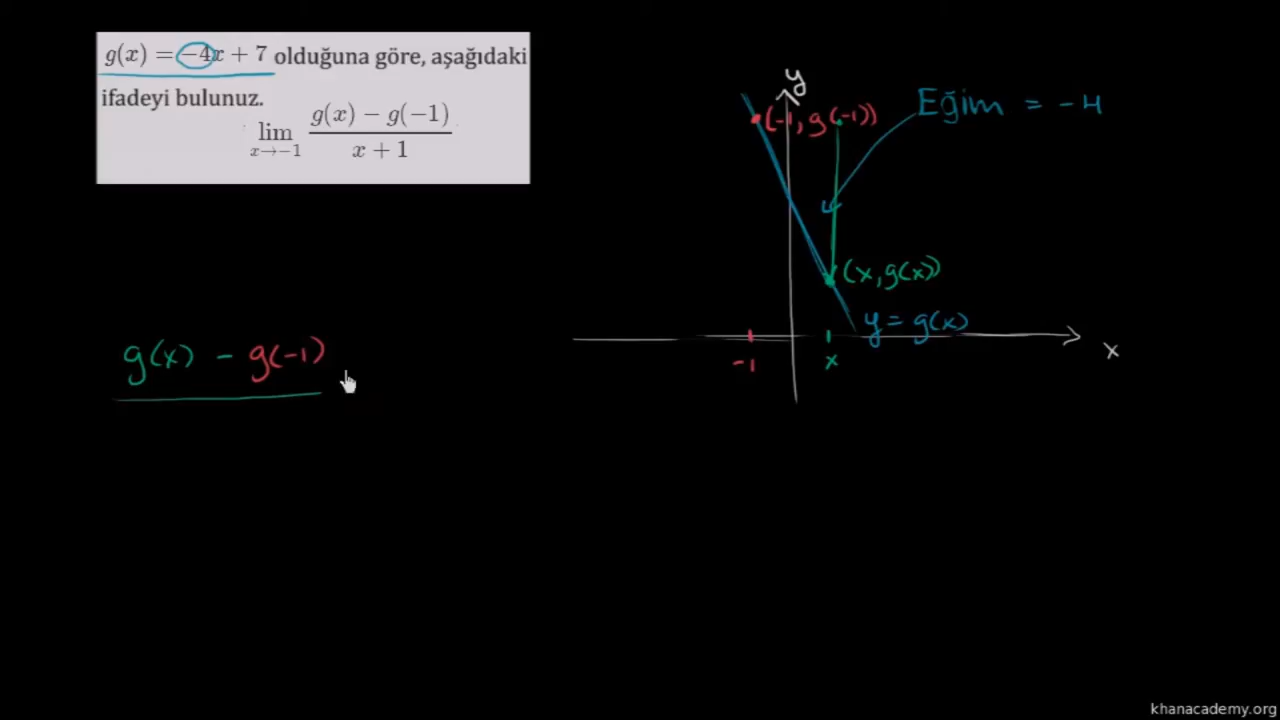 g(x) = −4x + 7 olduğuna göre, aşağıdaki
ifadeyi bulunuz.
lim x→−1 g(x) − g(−1) / x + 1
y
(-1, g(-1))
Eğim = -4
(x, g(x))
y = g(x)
-1
x
x
g(x) - g(-1)
khanacademy.org